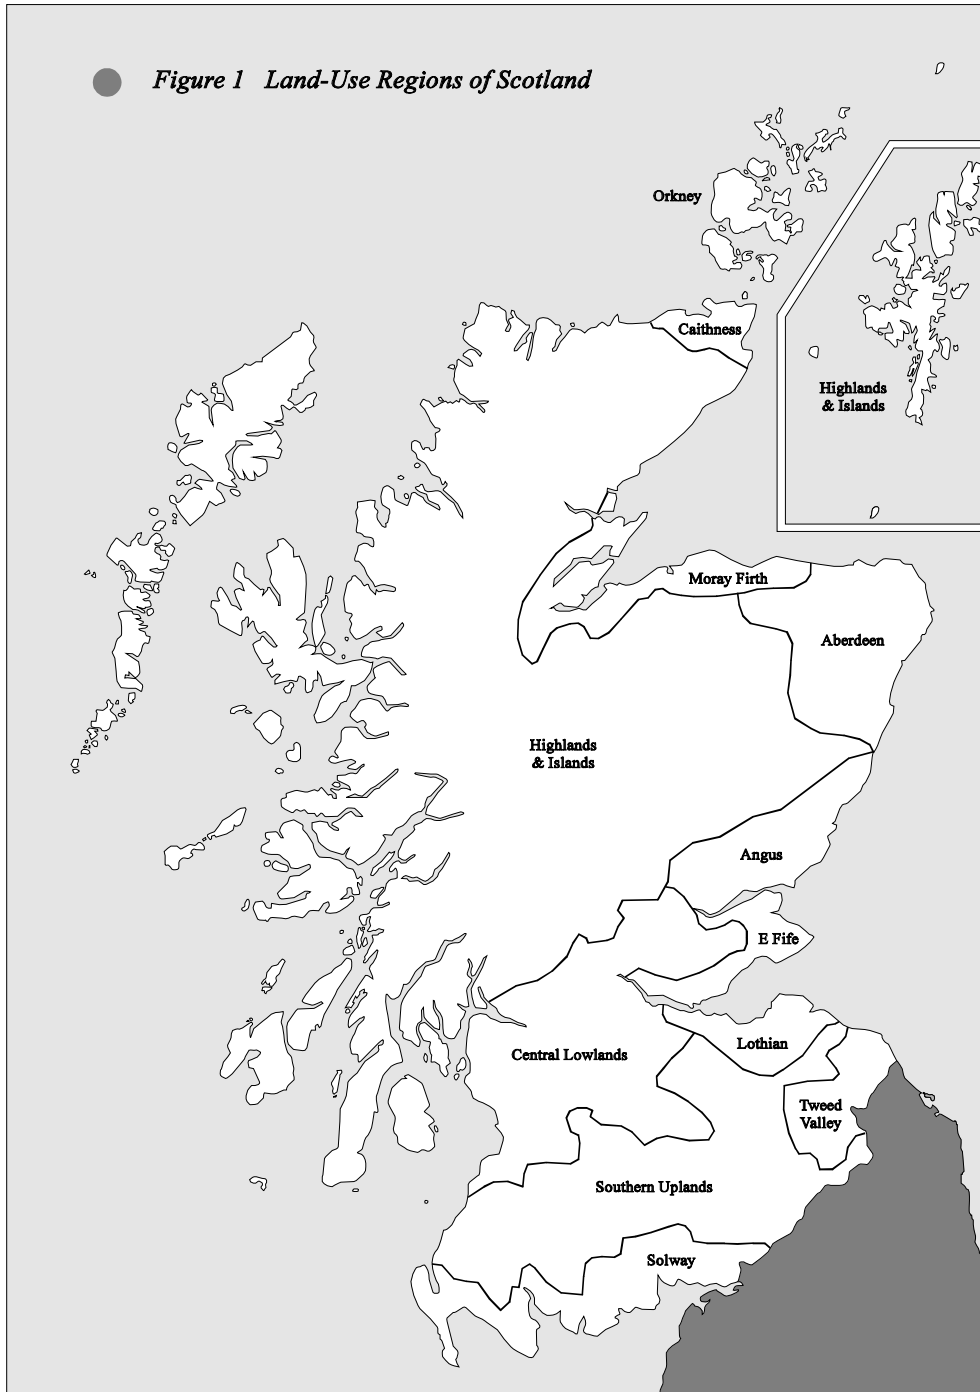 Figure 1 Land-Use Regions of Scotland
Orkney
Caithness
Highlands
& Islands
Moray Firth
Aberdeen
Highlands
& Islands
Angus
E Fife
Lothian
Central Lowlands
Tweed
Valley
Southern Uplands
Solway